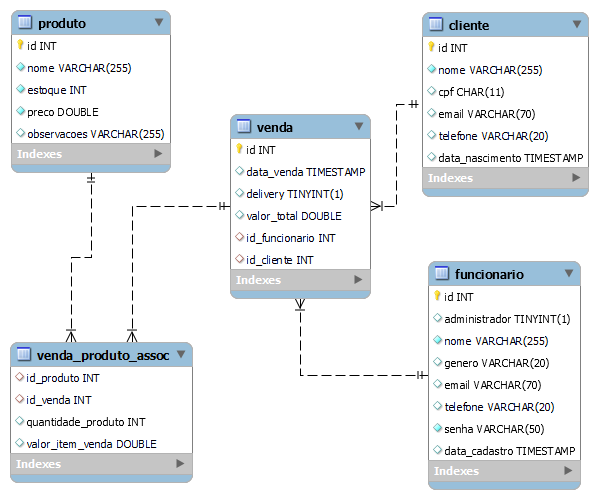 produto
id INT
nome VARCHAR(255)
estoque INT
preco DOUBLE
observacoes VARCHAR(255)
Indexes
cliente
id INT
nome VARCHAR(255)
cpf CHAR(11)
email VARCHAR(70)
telefone VARCHAR(20)
data_nascimento TIMESTAMP
Indexes
venda
id INT
data_venda TIMESTAMP
delivery TINYINT(1)
valor_total DOUBLE
id_funcionario INT
id_cliente INT
Indexes
funcionario
id INT
administrador TINYINT(1)
nome VARCHAR(255)
genero VARCHAR(20)
email VARCHAR(70)
telefone VARCHAR(20)
senha VARCHAR(50)
data_cadastro TIMESTAMP
Indexes
venda_produto_assoc
id_produto INT
id_venda INT
quantidade_produto INT
valor_item_venda DOUBLE
Indexes